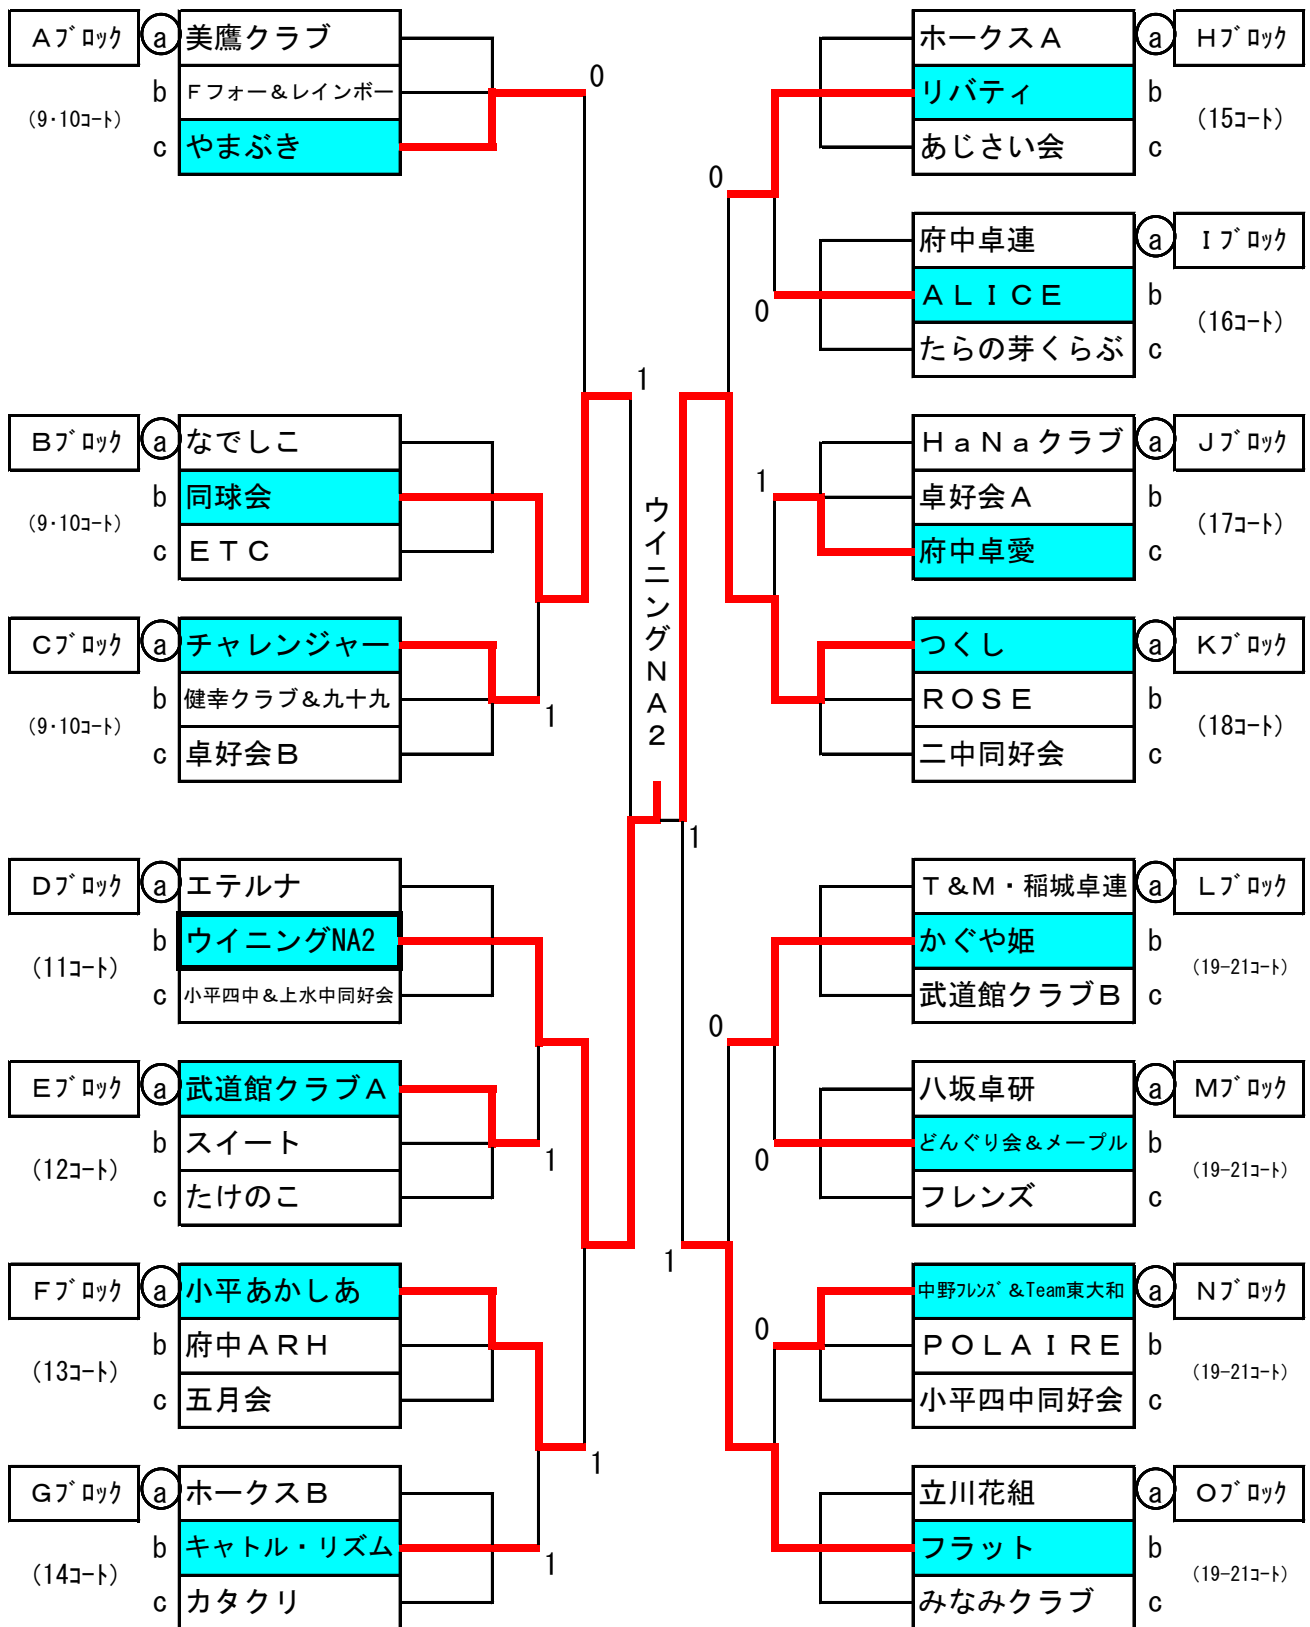 Aブロック ⓐ 美鷹クラブ
b Fフォー&レインボー
(9・10コート)
c やまぶき
0
Bブロック ⓐ なでしこ
b 同球会
(9・10コート)
c ETC
1
Cブロック ⓐ チャレンジャー
b 健幸クラブ&九十九
(9・10コート)
c 卓好会B
1
ウイニングNA2
Dブロック ⓐ エテルナ
b ウイニングNA2
(11コート)
c 小平四中&上水中同好会
Eブロック ⓐ 武道館クラブA
b スイート
(12コート)
c たけのこ
1
Fブロック ⓐ 小平あかしあ
b 府中ARH
(13コート)
c 五月会
1
Gブロック ⓐ ホークスB
b キャトル・リズム
(14コート)
c カタクリ
1
ホークスA ⓐ Hブロック
リバティ b
(15コート)
あじさい会 c
0
府中卓連 ⓐ Iブロック
ALICE b
(16コート)
たらの芽くらぶ c
0
HaNaクラブ ⓐ Jブロック
卓好会A b
(17コート)
府中卓愛 c
1
つくし ⓐ Kブロック
ROSE b
(18コート)
二中同好会 c
1
T&M・稲城卓連 ⓐ Lブロック
かぐや姫 b
(19-21コート)
武道館クラブB c
0
八坂卓研 ⓐ Mブロック
どんぐり会&メープル b
(19-21コート)
フレンズ c
0
1
中野フレンズ&Team東大和 ⓐ Nブロック
POLAIRE b
(19-21コート)
小平四中同好会 c
0
立川花組 ⓐ Oブロック
フラット b
(19-21コート)
みなみクラブ c